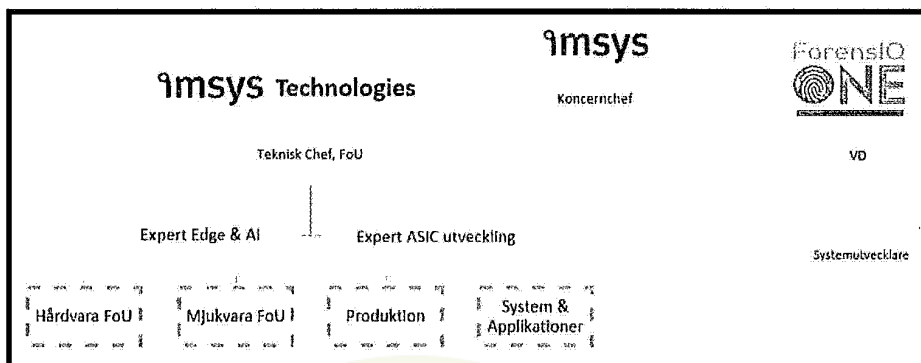 imsys
ForensIQ
ONE
imsys Technologies
Koncernchef
Teknisk Chef, FoU
VD
Expert Edge & AI
Expert ASIC utveckling
Systemutvecklare
Hårdvara FoU
Mjukvara FoU
Produktion
System &
Applikationer